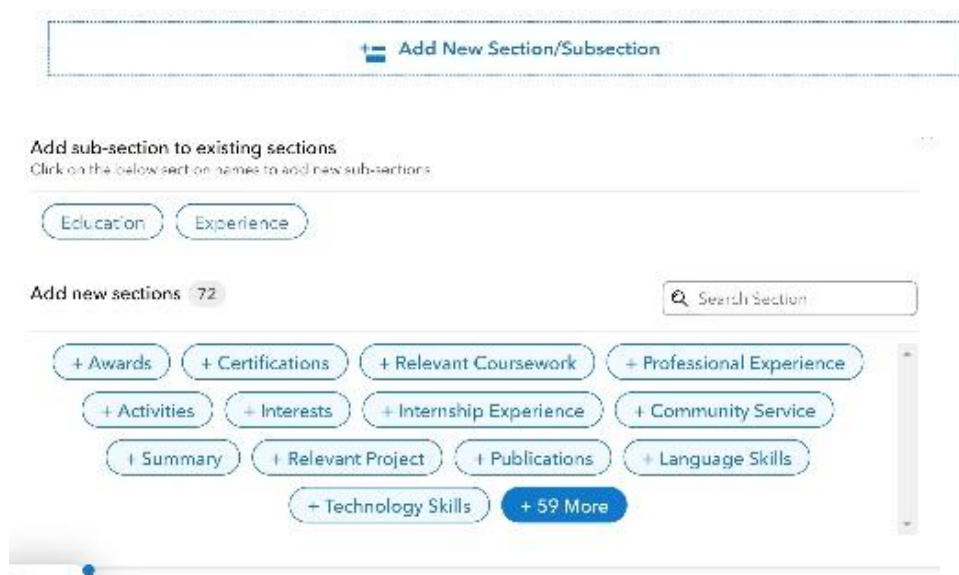 Add New Section/Subsection
Add sub-section to existing sections
Click on the below section names to add new sub-sections
Education Experience
Add new sections 72 Search Section
+ Awards + Certifications + Relevant Coursework + Professional Experience
+ Activities + Interests + Internship Experience + Community Service
+ Summary + Relevant Project + Publications + Language Skills
+ Technology Skills + 59 More